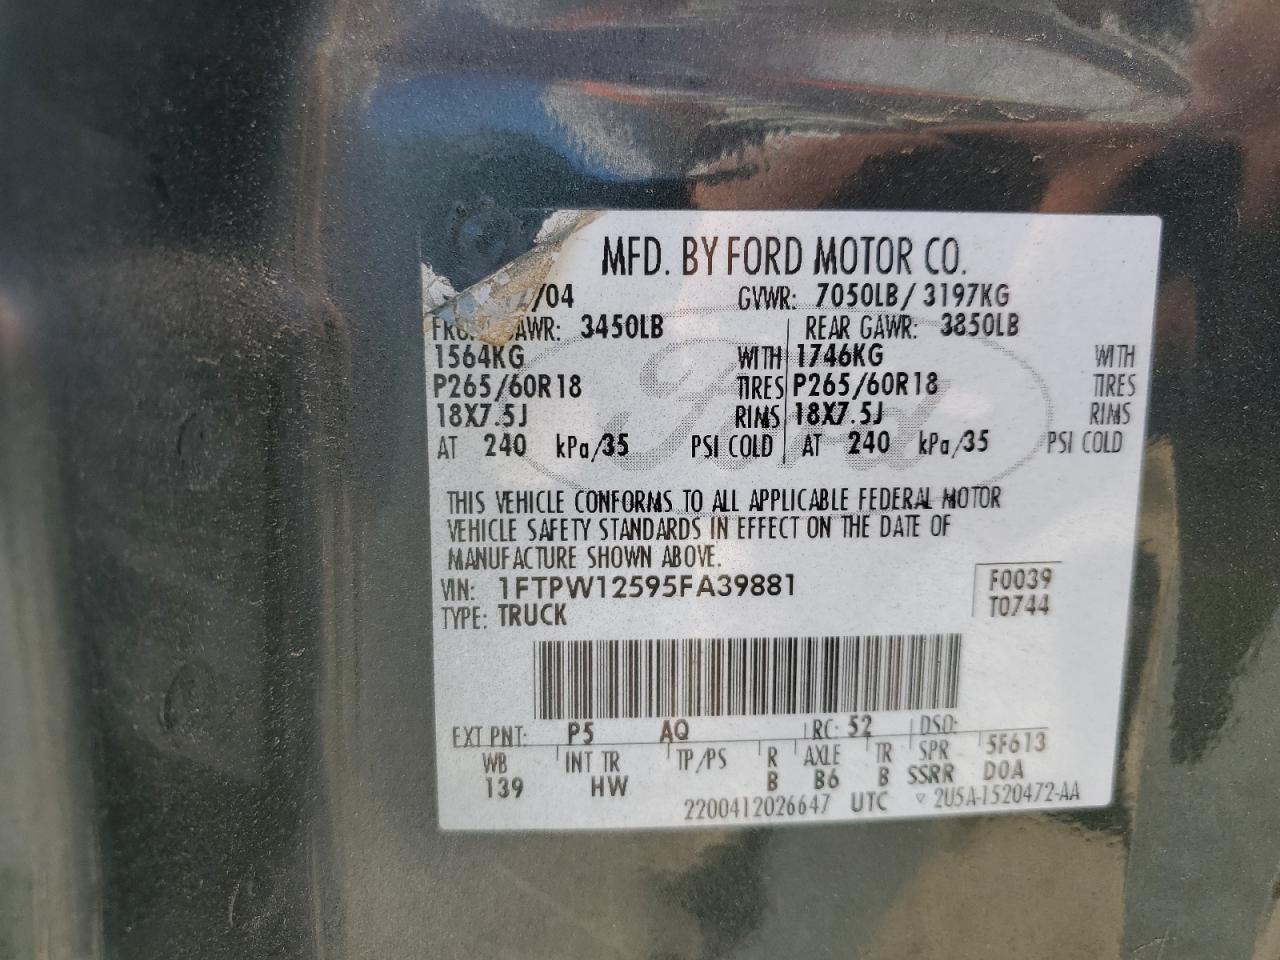 MFD. BY FORD MOTOR CO.
/04 GVWR: 7050LB/ 3197KG
GAWR: 3450LB REAR GAWR: 3850LB
1564KG WITH 1746KG WITH
P265/60R18 TIRES P265/60R18 TIRES
18X7.5J RIMS 18X7.5J RIMS
AT 240 kPa/35 PSI COLD AT 240 kPa/35 PSI COLD
Ford
THIS VEHICLE CONFORMS TO ALL APPLICABLE FEDERAL MOTOR
VEHICLE SAFETY STANDARDS IN EFFECT ON THE DATE OF
MANUFACTURE SHOWN ABOVE.
VIN: 1FTPW12595FA39881 F0039
TYPE: TRUCK T0744
EXT PNT: P5 AQ RC: 52 DSO:
WB INT TR TP/PS R AXLE TR SPR 5F613
139 HW B B6 B SSRR DOA
2200412026647 UTC ▽ 2U5A-1520472-AA